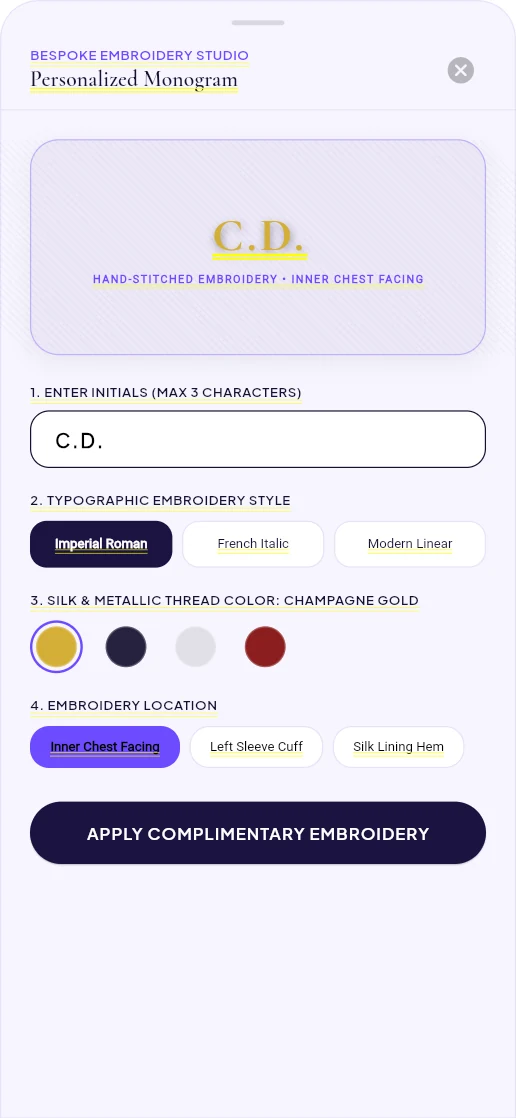 BESPOKE EMBROIDERY STUDIO
Personalized Monogram
C.D.
HAND-STITCHED EMBROIDERY • INNER CHEST FACING
1. ENTER INITIALS (MAX 3 CHARACTERS)
C.D.
2. TYPOGRAPHIC EMBROIDERY STYLE
Imperial Roman French Italic Modern Linear
3. SILK & METALLIC THREAD COLOR: CHAMPAGNE GOLD
4. EMBROIDERY LOCATION
Inner Chest Facing Left Sleeve Cuff Silk Lining Hem
APPLY COMPLIMENTARY EMBROIDERY